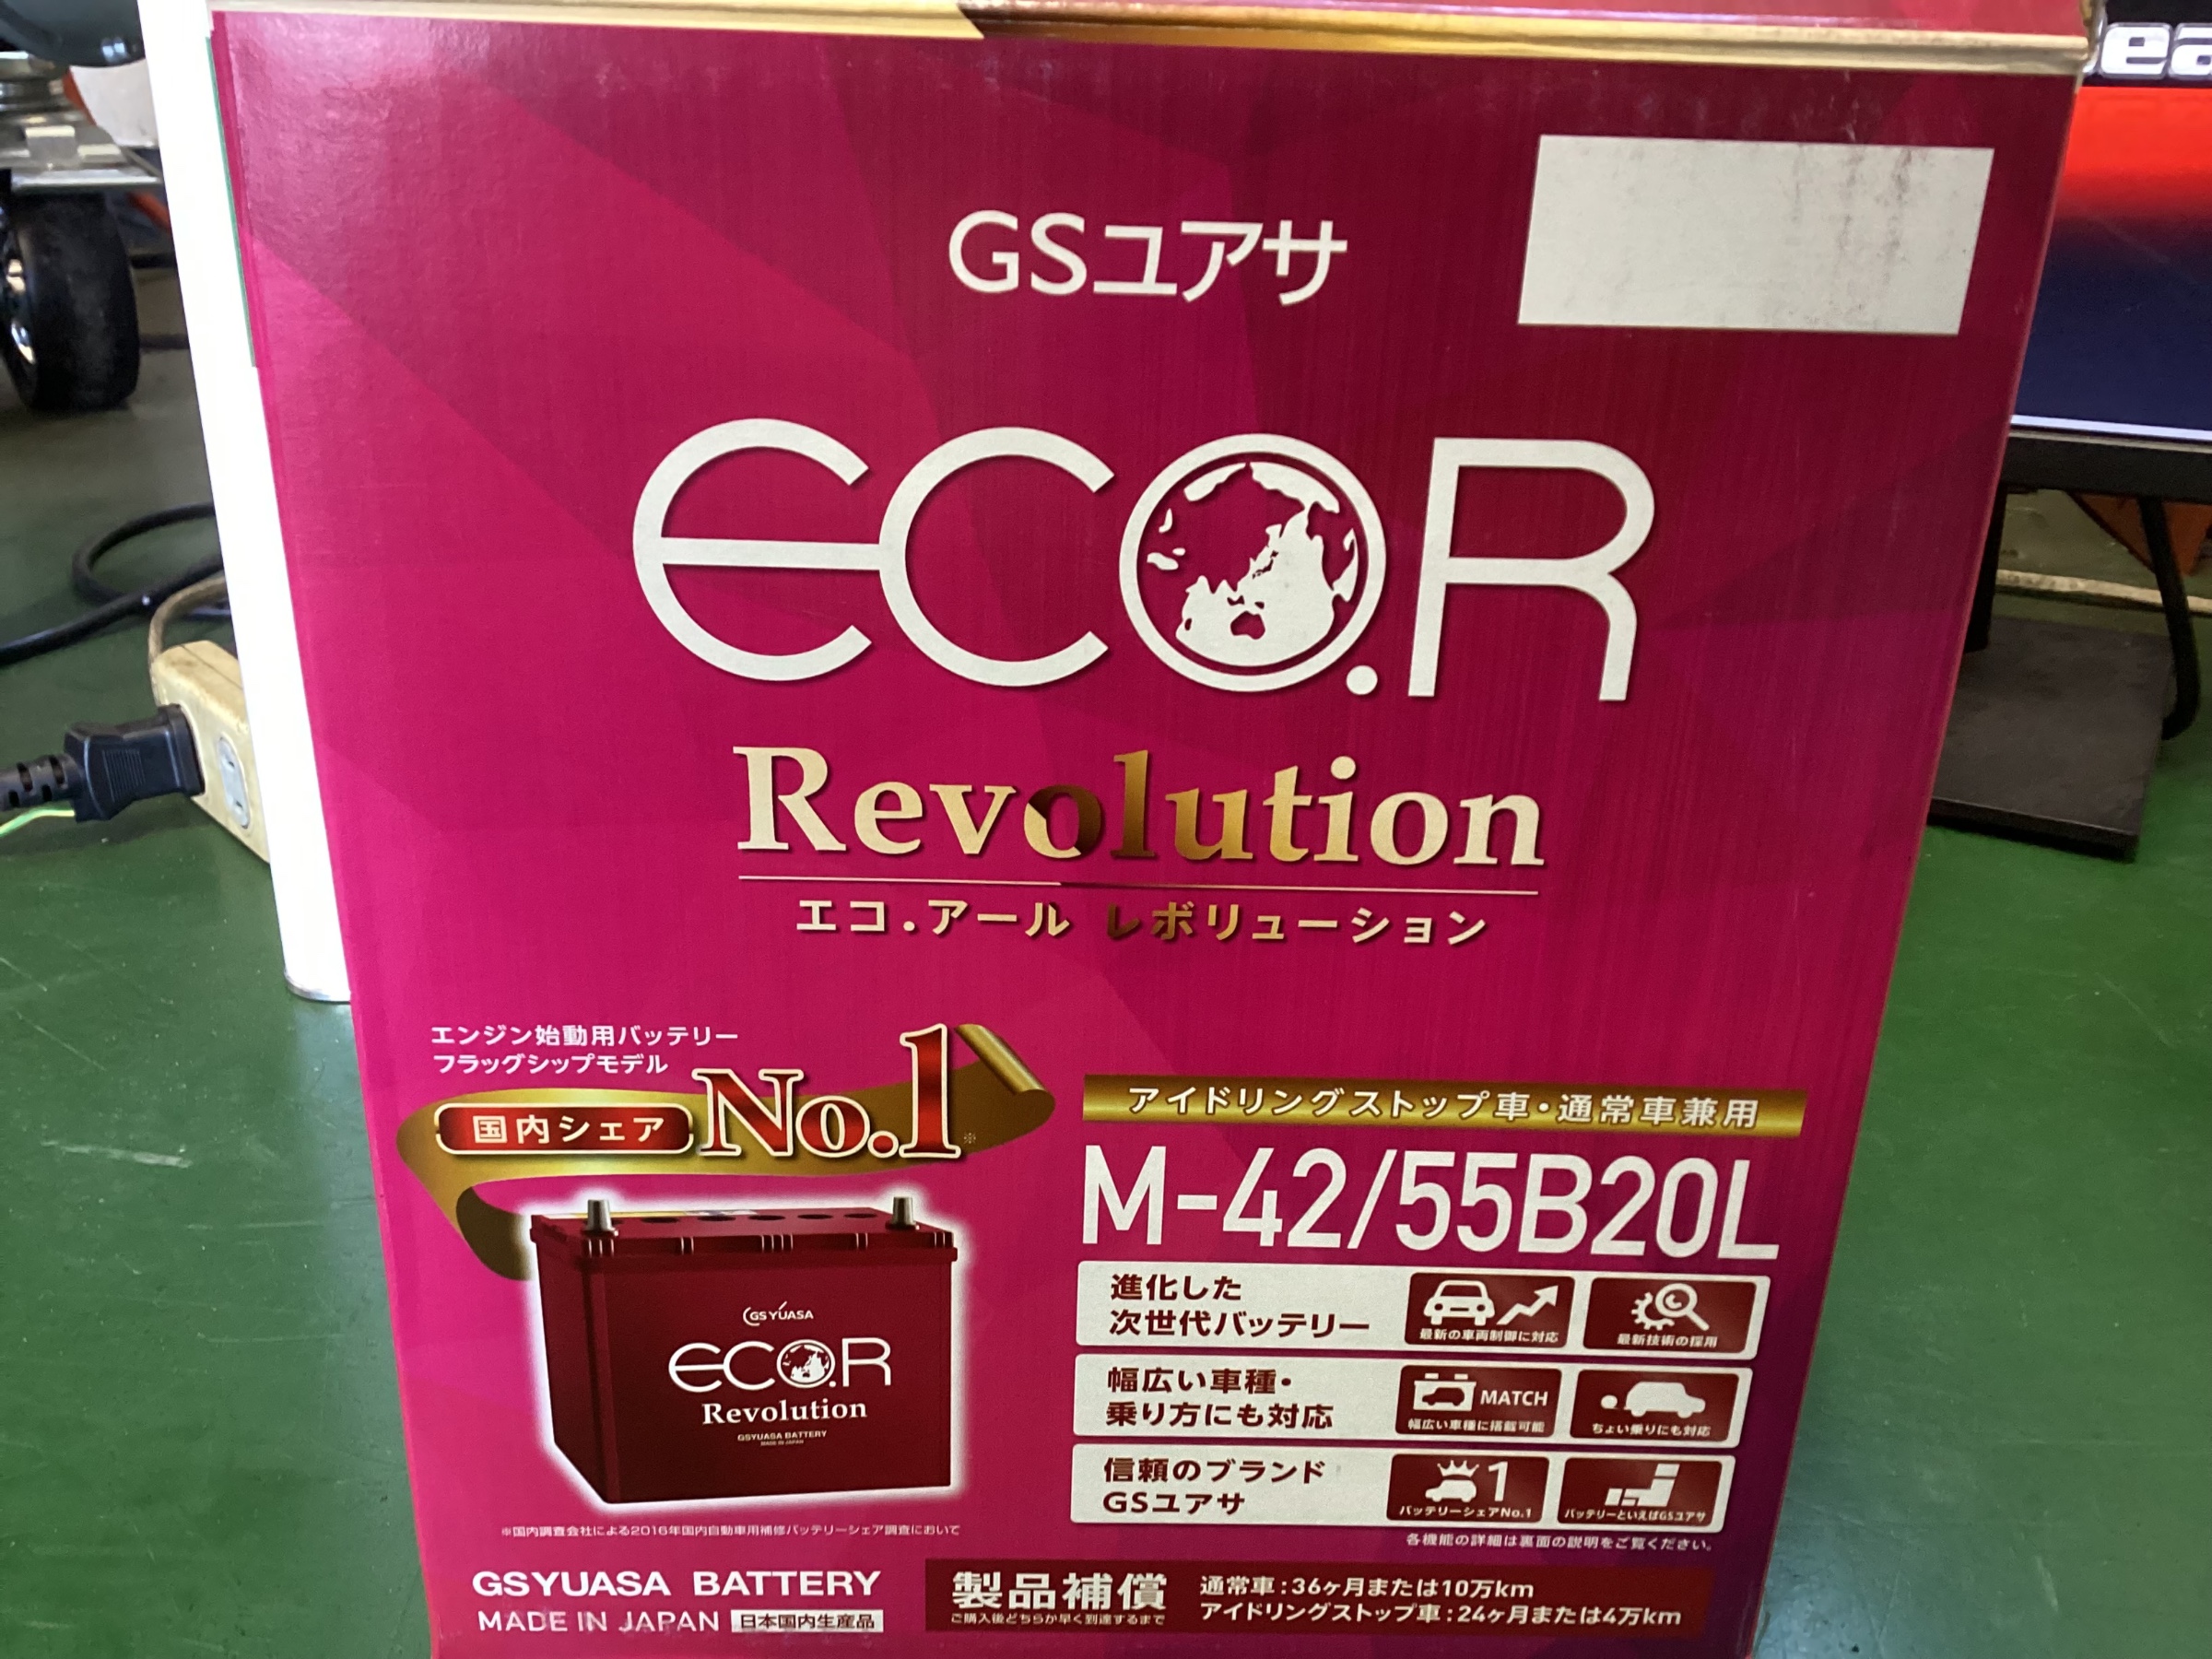 GSユアサ
eco.R
Revolution
エコ.アール レボリューション
エンジン始動用バッテリー
フラッグシップモデル
国内シェア No.1※
GSYUASA
eco.R
Revolution
GSYUASA BATTERY
MADE IN JAPAN
※国内調査会社による2016年国内自動車用補修バッテリーシェア調査において
GSYUASA BATTERY
MADE IN JAPAN 日本国内生産品
アイドリングストップ車・通常車兼用
M-42/55B20L
進化した
次世代バッテリー
最新の車両制御に対応
最新技術の採用
幅広い車種・
乗り方にも対応
MATCH
幅広い車種に搭載可能
ちょい乗りにも対応
信頼のブランド
GSユアサ
1
バッテリーシェアNo.1
バッテリーといえばGSユアサ
各機能の詳細は裏面の説明をご覧ください。
製品補償
ご購入後どちらか早く到達するまで
通常車:36ヶ月または10万km
アイドリングストップ車:24ヶ月または4万km